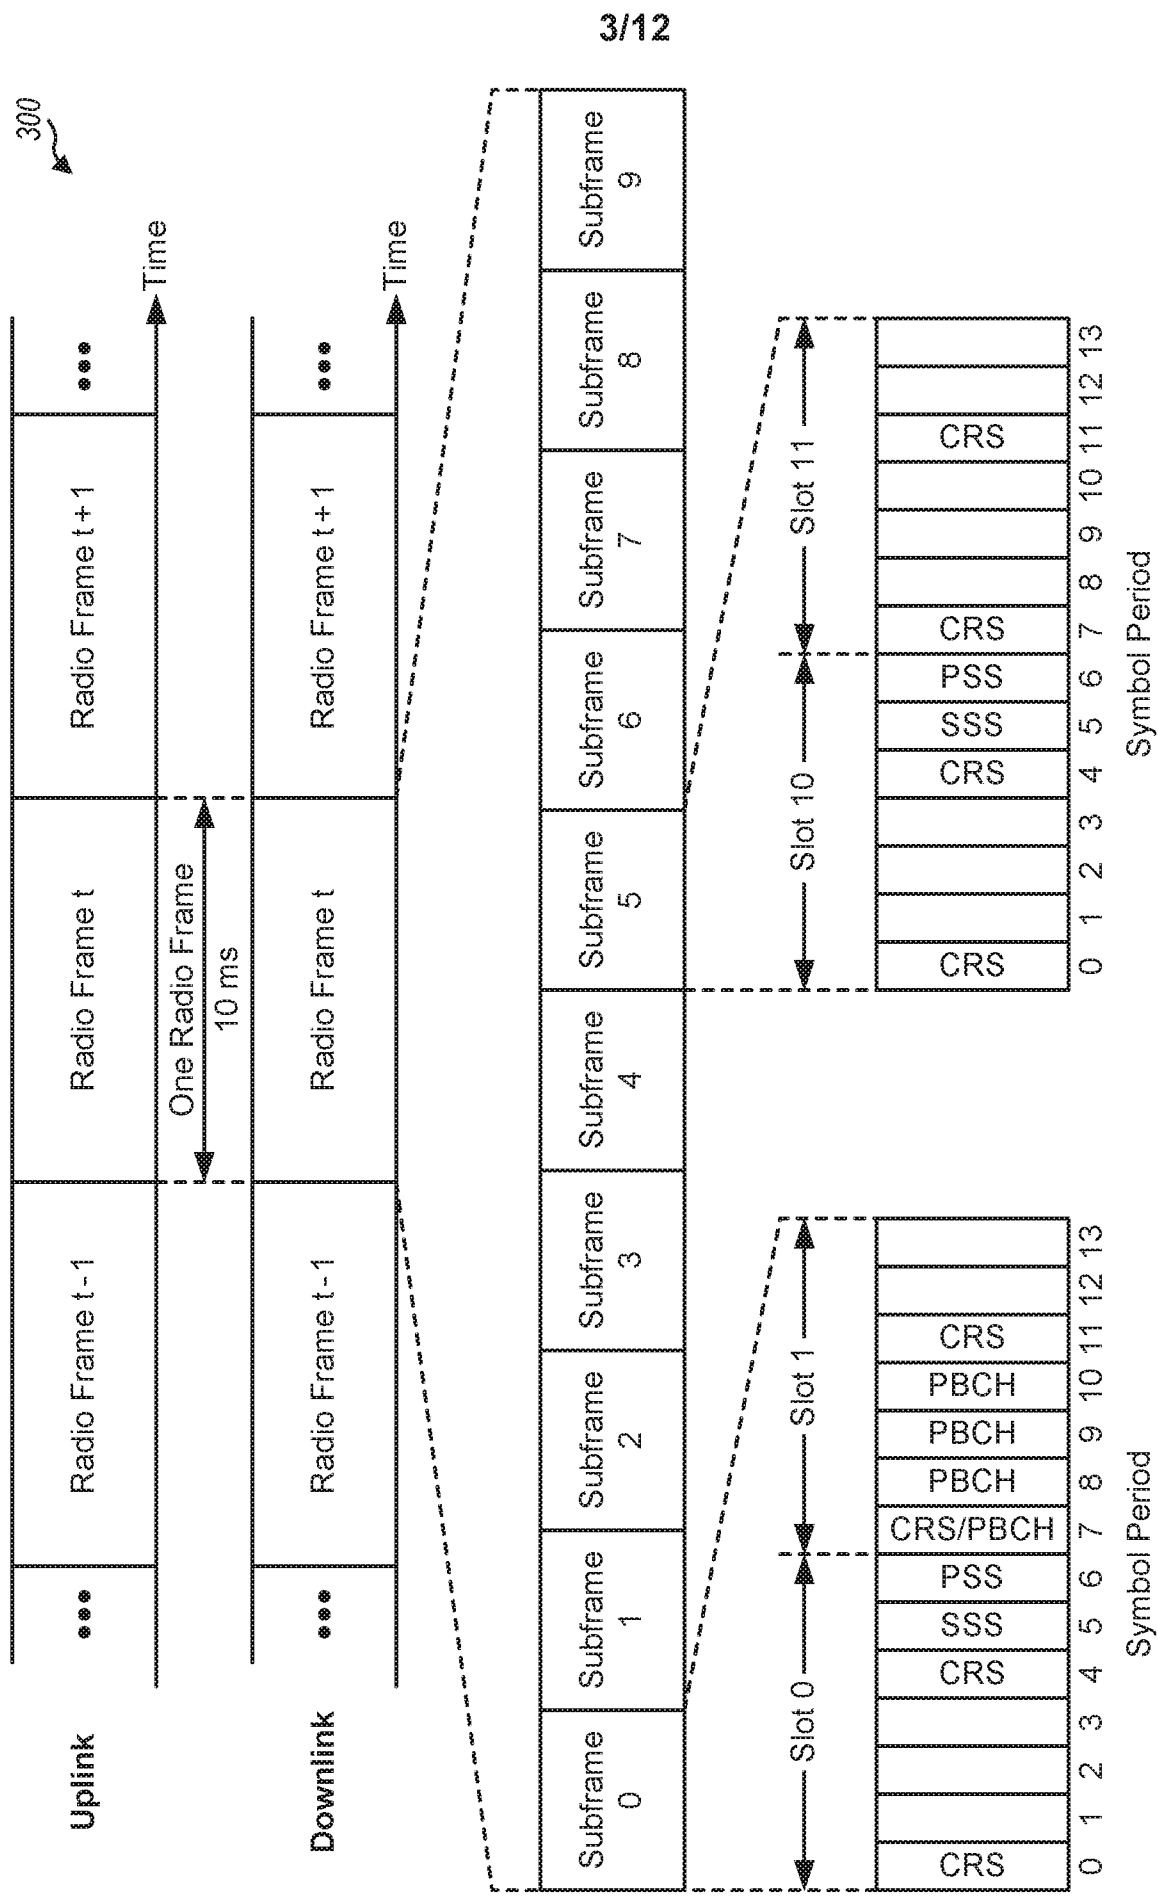 3/12
300
Uplink
•••
Radio Frame t - 1
Radio Frame t
Radio Frame t + 1
•••
Time
One Radio Frame
10 ms
Downlink
•••
Radio Frame t - 1
Radio Frame t
Radio Frame t + 1
•••
Time
Subframe
0
Subframe
1
Subframe
2
Subframe
3
Subframe
4
Subframe
5
Subframe
6
Subframe
7
Subframe
8
Subframe
9
Slot 0
Slot 1
CRS
CRS
SSS
PSS
CRS/PBCH
PBCH
PBCH
PBCH
CRS
0 1 2 3 4 5 6 7 8 9 10 11 12 13
Symbol Period
Slot 10
Slot 11
CRS
CRS
SSS
PSS
CRS
CRS
0 1 2 3 4 5 6 7 8 9 10 11 12 13
Symbol Period